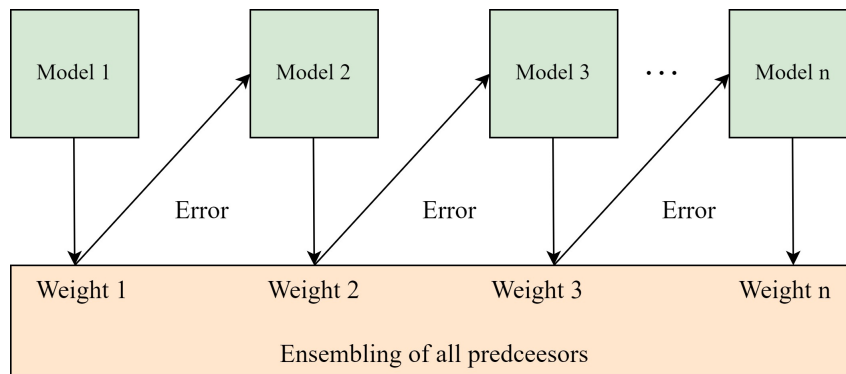 Model 1
Model 2
Model 3
...
Model n
Error
Error
Error
Weight 1
Weight 2
Weight 3
Weight n
Ensembling of all predceesors